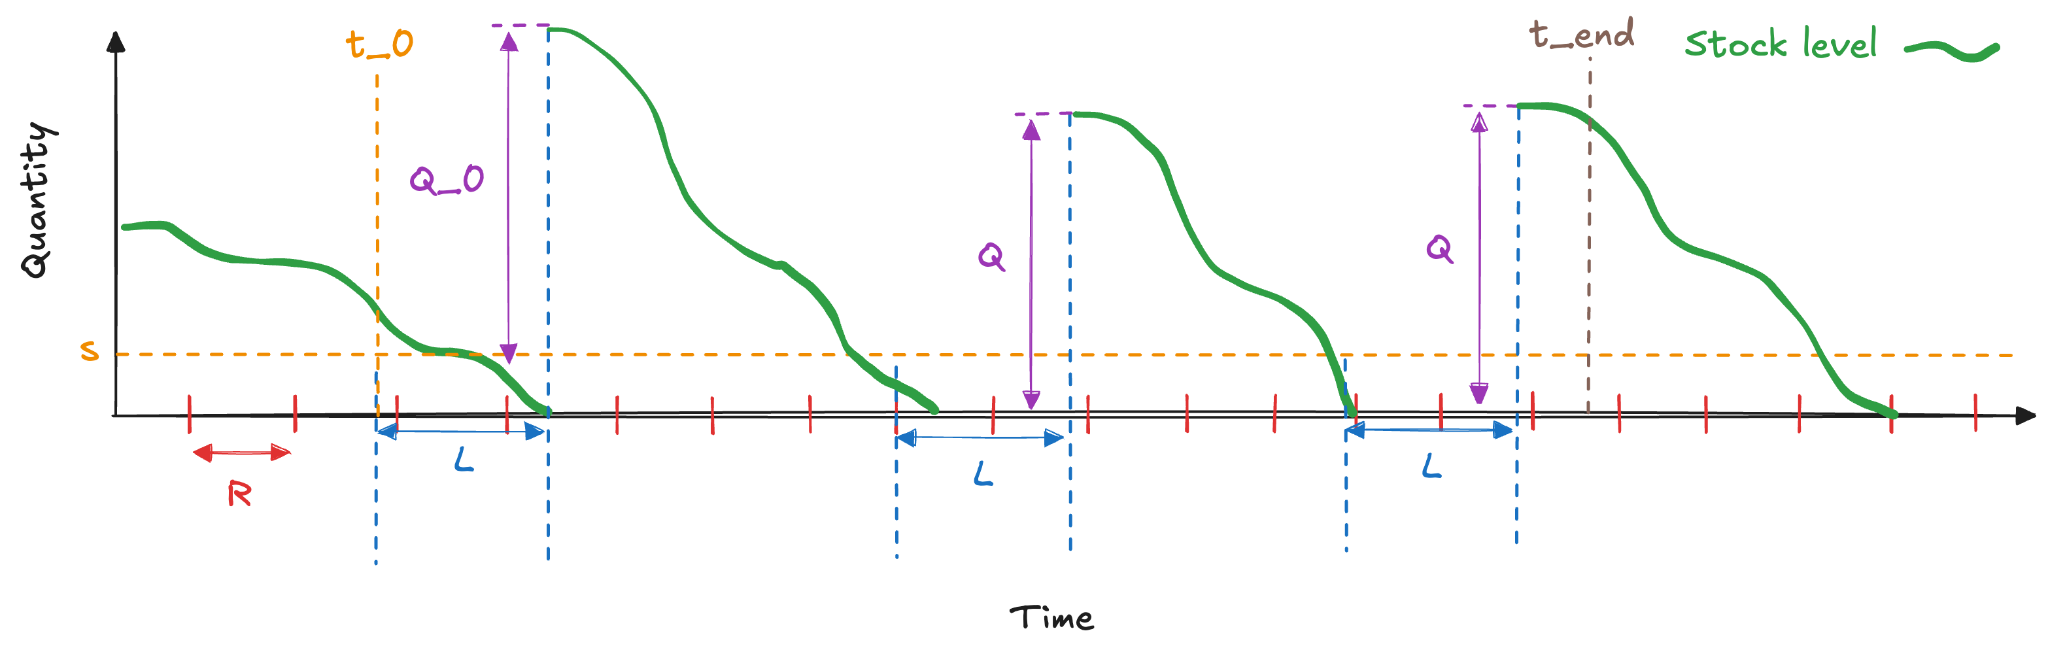 t_0
t_end
Stock level
Quantity
Q_0
Q
Q
s
L
L
L
R
Time